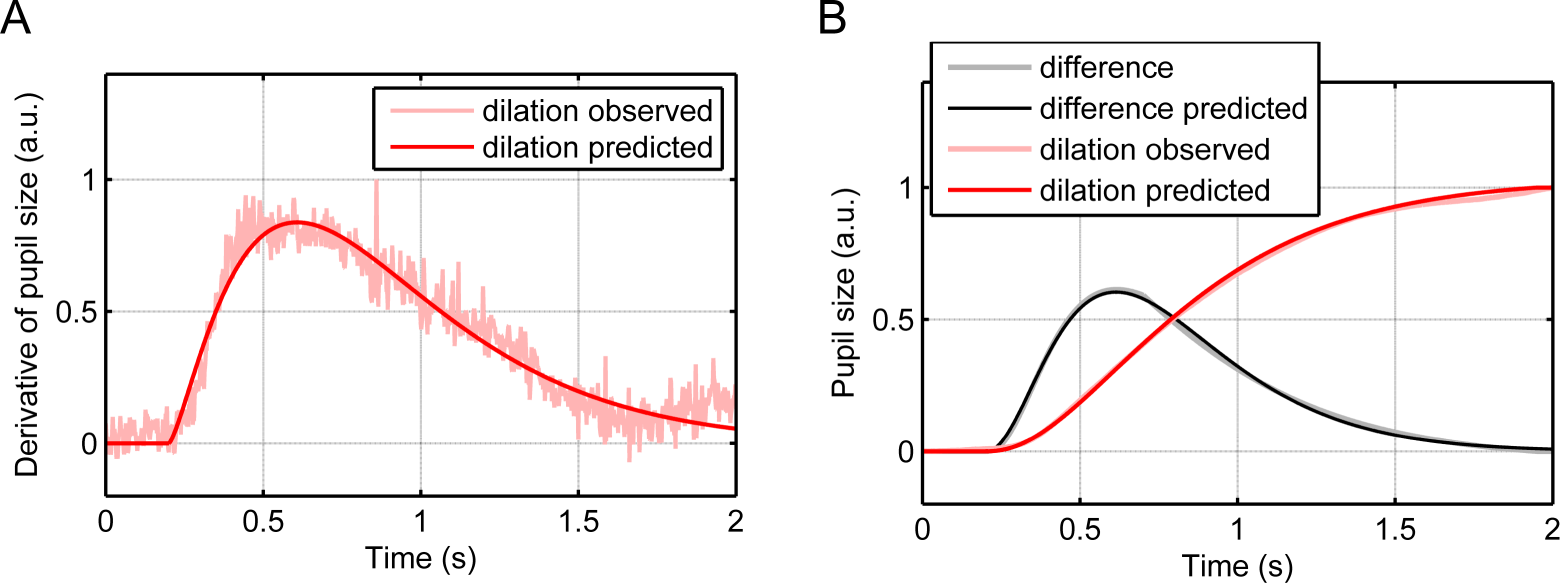 A
Derivative of pupil size (a.u.)
dilation observed
dilation predicted
1
0.5
0
0
0.5
1
1.5
2
Time (s)
B
Pupil size (a.u.)
difference
difference predicted
dilation observed
dilation predicted
1
0.5
0
0
0.5
1
1.5
2
Time (s)